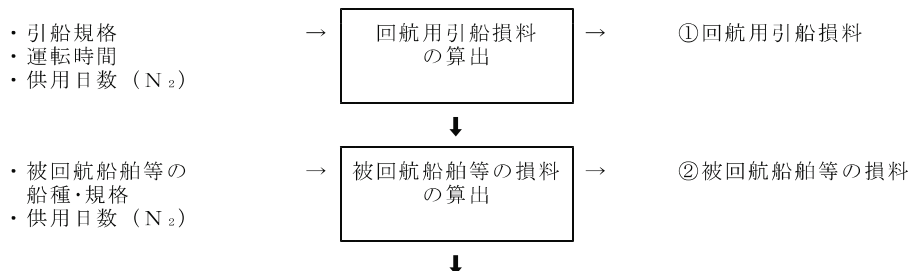 ・引船規格 → 回航用引船損料 → ①回航用引船損料
・運転時間 の算出
・供用日数（N₂）
・被回航船舶等の → 被回航船舶等の損料 → ②被回航船舶等の損料
船種･規格 の算出
・供用日数（N₂）